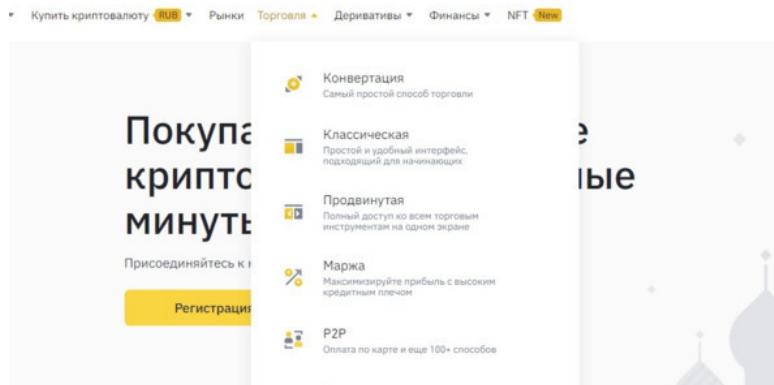 Купить криптовалюту RUB Рынки Торговля Деривативы Финансы NFT New
Конвертация
Самый простой способ торговли
Классическая
Простой и удобный интерфейс,
подходящий для начинающих
Продвинутая
Полный доступ ко всем торговым
инструментам на одном экране
Маржа
Максимизируйте прибыль с высоким
кредитным плечом
P2P
Оплата по карте и еще 100+ способов
Покупа е
крипто ые
минуты
Присоединяйтесь к
Регистрация